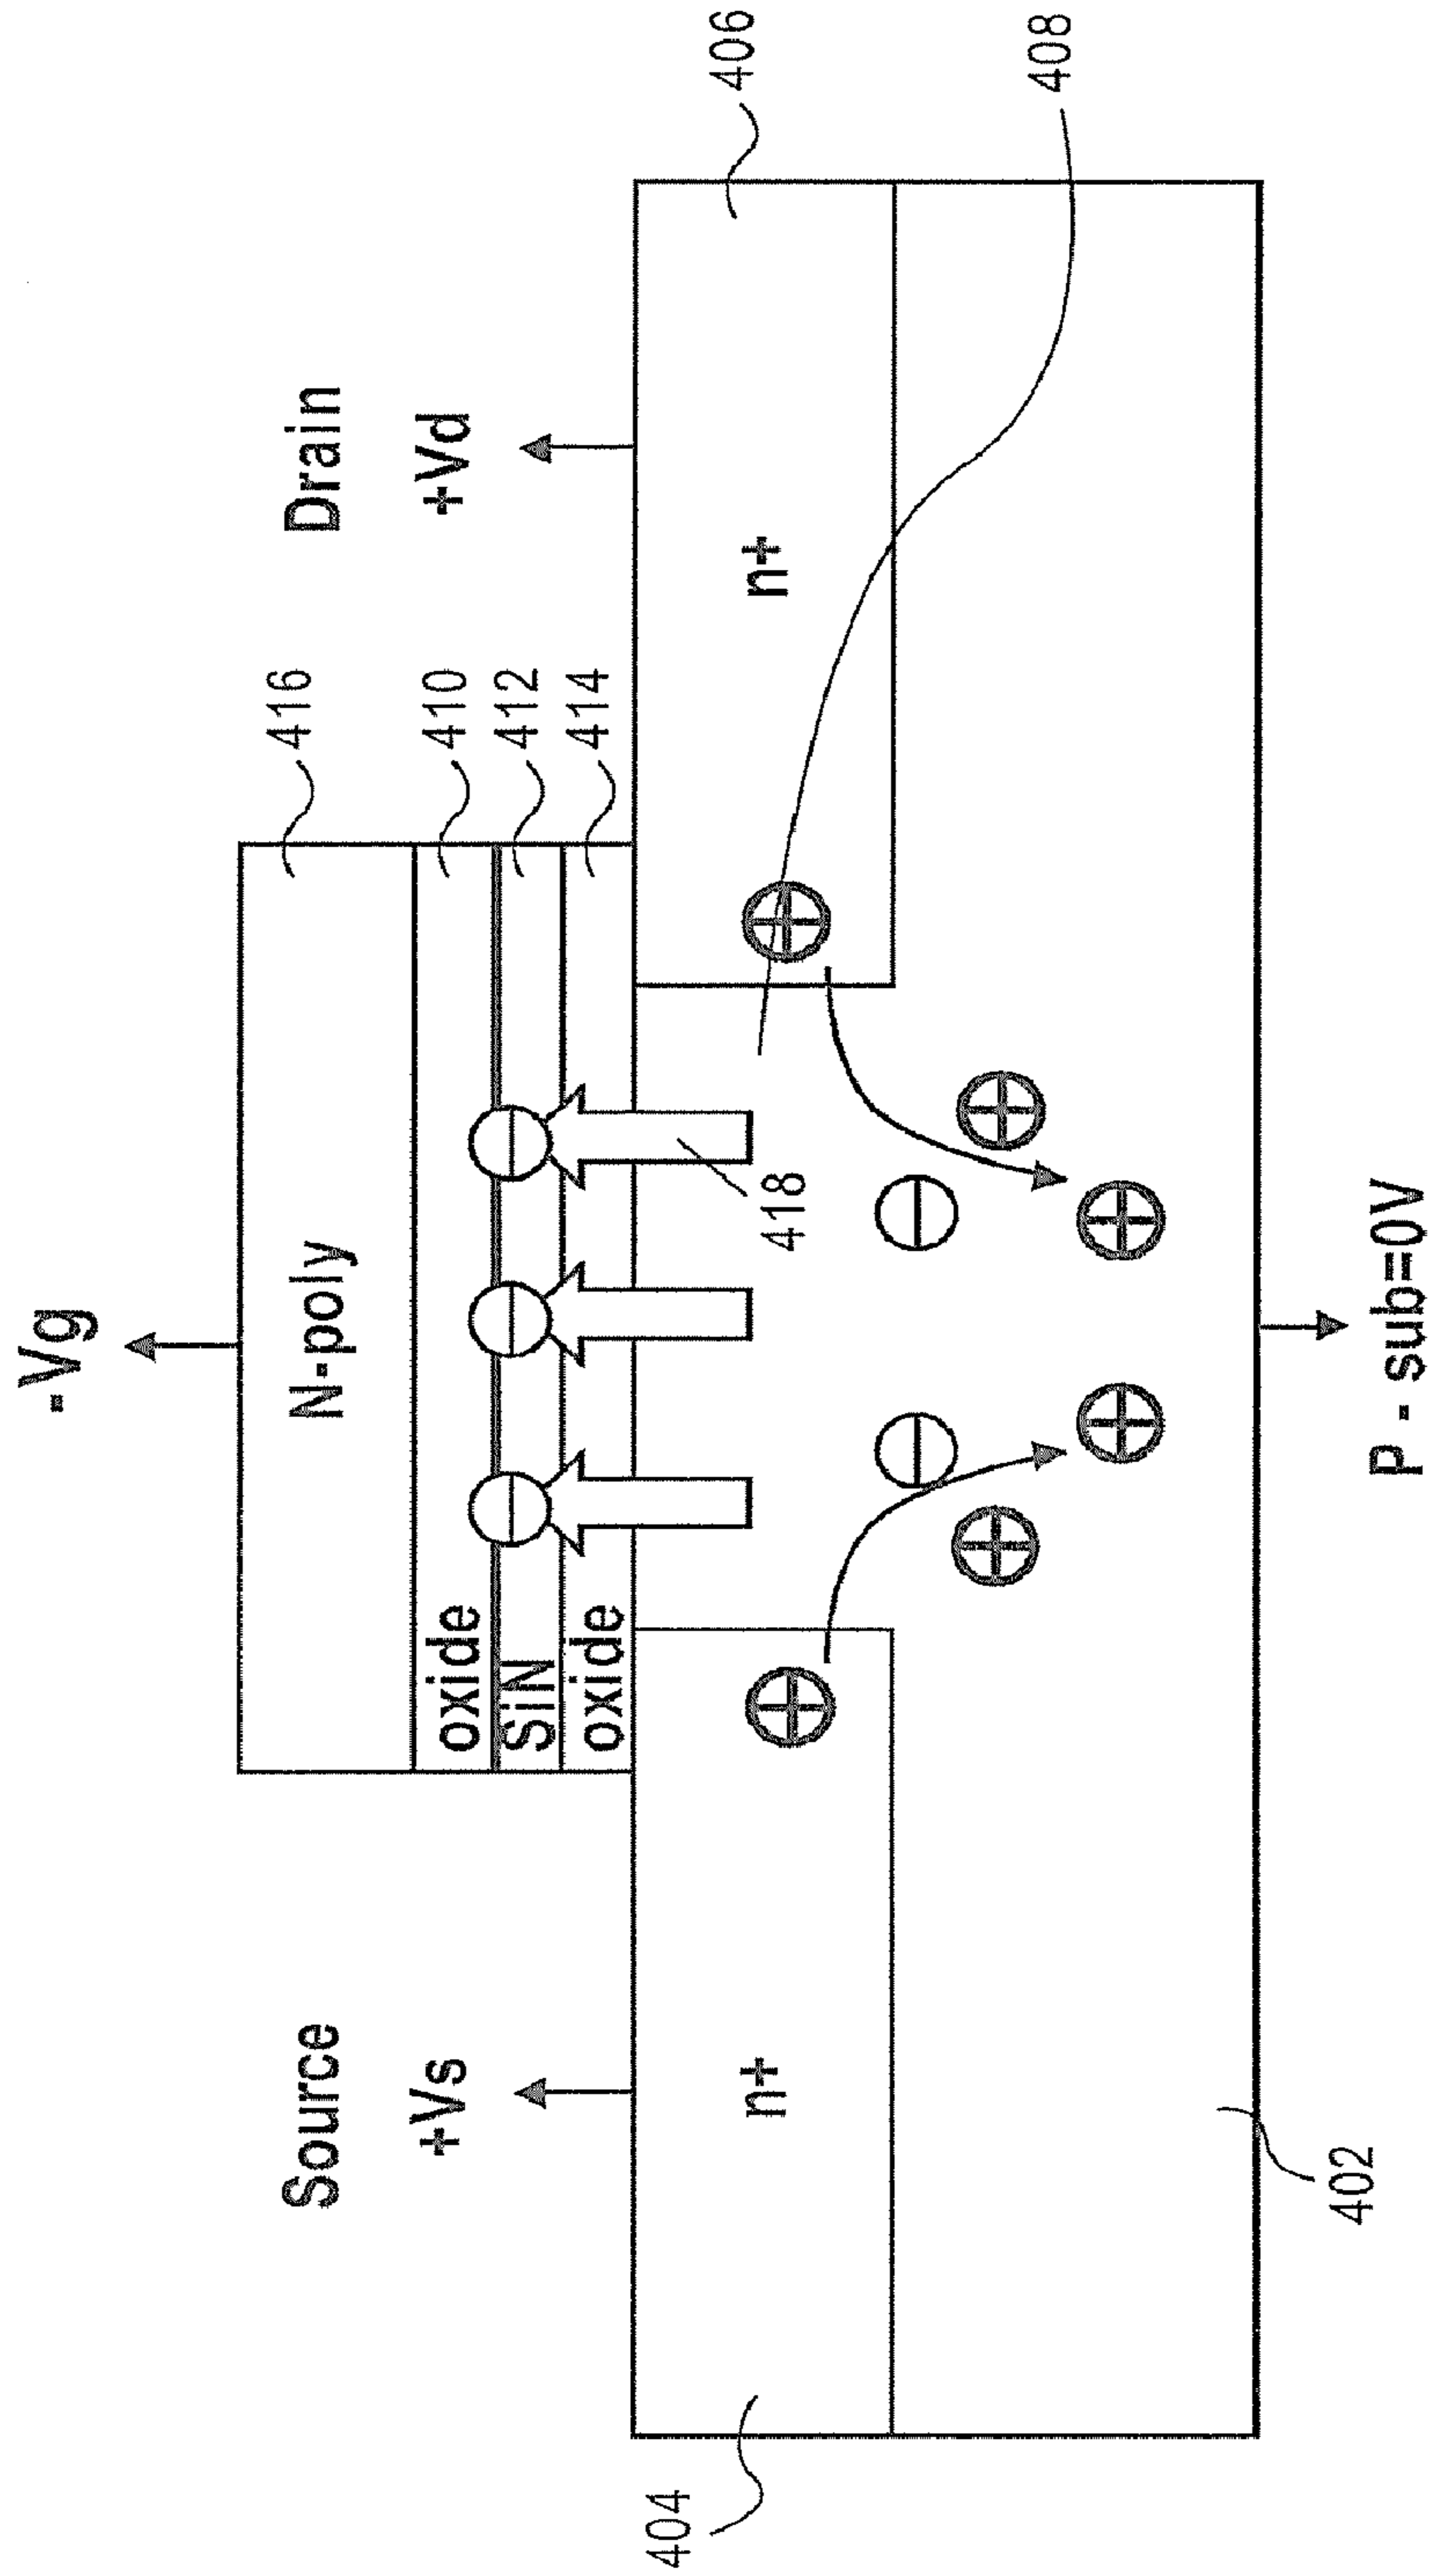 -Vg
Source
Drain
+Vs
+Vd
N-poly
416
oxide
410
SiN
412
oxide
414
404
n+
n+
406
418
408
402
P - sub=0V